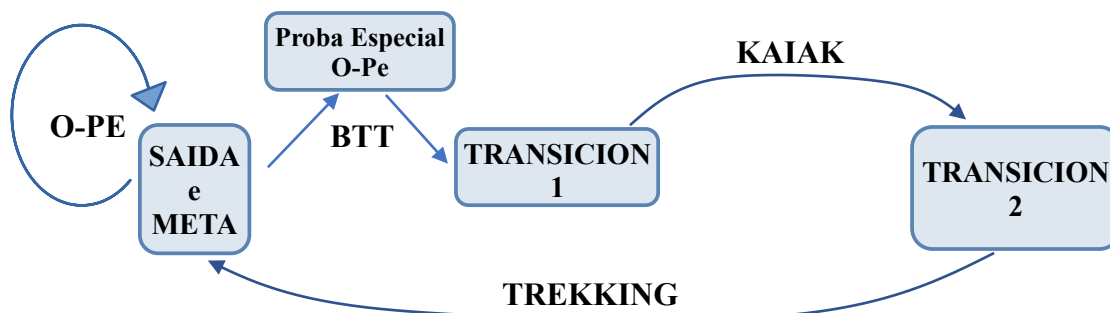 Proba Especial
O-Pe
KAIAK
O-PE
BTT
SAIDA
e
META
TRANSICION
1
TRANSICION
2
TREKKING